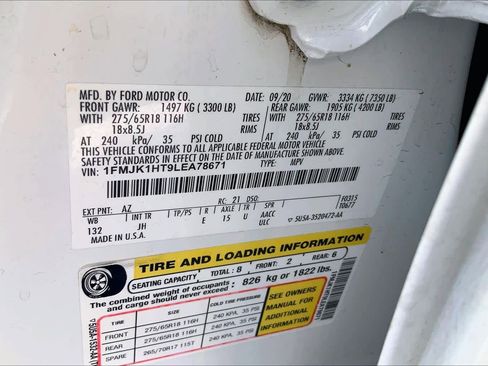 MFD. BY FORD MOTOR CO. 09/20 GVWR: 3334 KG (7350 LB)
FRONT GAWR: 1497 KG (3300 LB) REAR GAWR: 1905 KG (4200 LB)
WITH 275/65R18 116H TIRES WITH 275/65R18 116H TIRES
18x8.5J RIMS 18x8.5J RIMS
AT 240 kPa/ 35 PSI COLD AT 240 kPa/ 35 PSI COLD
THIS VEHICLE CONFORMS TO ALL APPLICABLE FEDERAL MOTOR VEHICLE
SAFETY STANDARDS IN EFFECT ON THE DATE OF MANUFACTURE SHOWN ABOVE.
VIN: 1FMJK1HT9LEA78671 TYPE: MPV
EXT PNT: AZ RC: 21 DSO: F0315
T0677
WB INT TR TP/PS R AXLE TR SPR
132 JH E 15 U AACC
ULC
MADE IN U.S.A. 5U5A-3520472-AA
TIRE AND LOADING INFORMATION
SEATING CAPACITY TOTAL: 8 FRONT: 2 REAR: 6
The combined weight of occupants and cargo should never exceed: 826 kg or 1822 lbs.
TIRE SIZE COLD TIRE PRESSURE
FRONT 275/65R18 116H 240 KPA, 35 PSI
REAR 275/65R18 116H 240 KPA, 35 PSI
SPARE 265/70R17 115T 240 KPA, 35 PSI
SEE OWNERS
MANUAL FOR
ADDITIONAL
INFORMATION